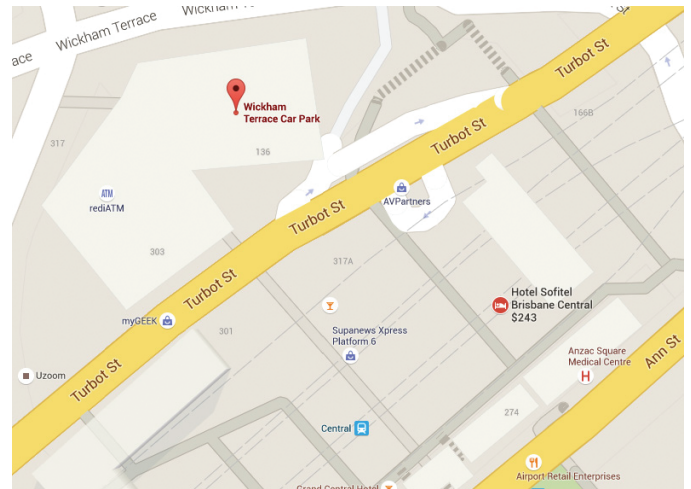 Wickham Terrace
Wickham Terrace
ace
Turbot St
166B
Wickham
Terrace Car Park
317
136
Turbot St
ATM
rediATM
AVPartners
Turbot St
303
317A
Turbot St
Hotel Sofitel
Brisbane Central
$243
myGEEK
301
Supanews Xpress
Platform 6
Ann St
Anzac Square
Medical Centre
H
Uzoom
Turbot St
274
Central
Airport Retail Enterprises
Grand Central Hotel